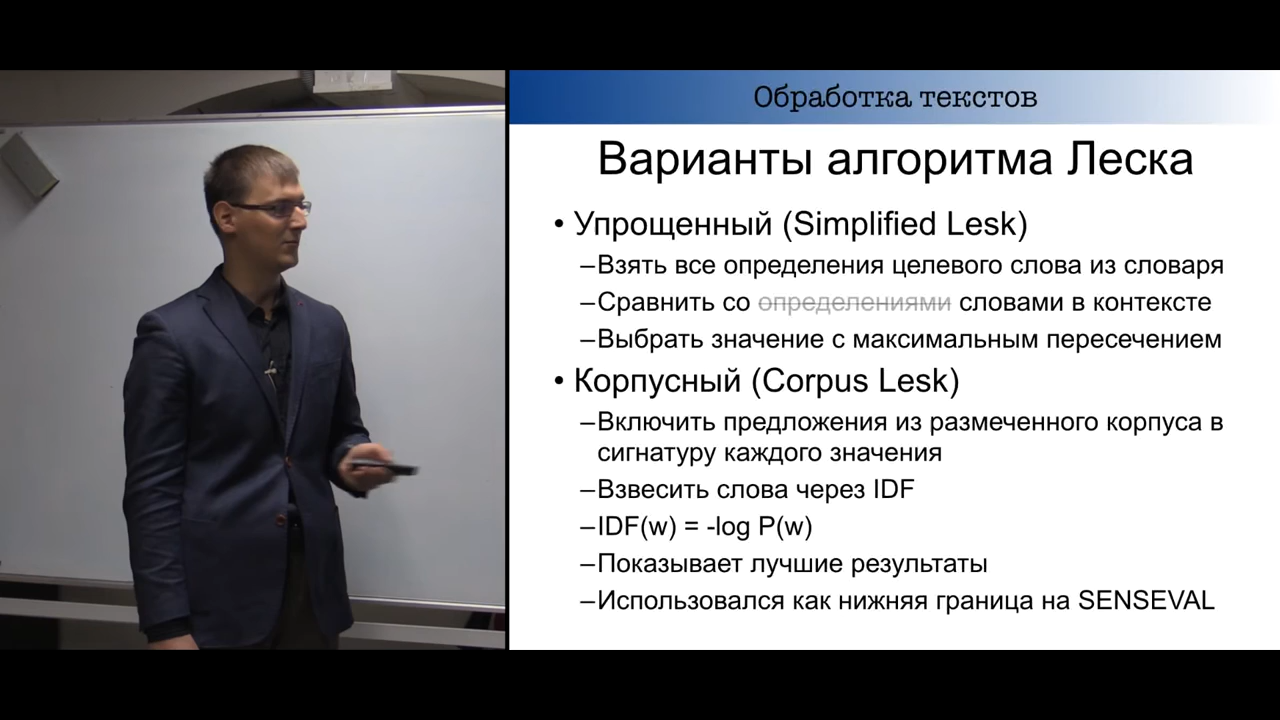 Обработка текстов
Варианты алгоритма Леска
• Упрощенный (Simplified Lesk)
–Взять все определения целевого слова из словаря
–Сравнить со определениями словами в контексте
–Выбрать значение с максимальным пересечением
• Корпусный (Corpus Lesk)
–Включить предложения из размеченного корпуса в
сигнатуру каждого значения
–Взвесить слова через IDF
–IDF(w) = -log P(w)
–Показывает лучшие результаты
–Использовался как нижняя граница на SENSEVAL